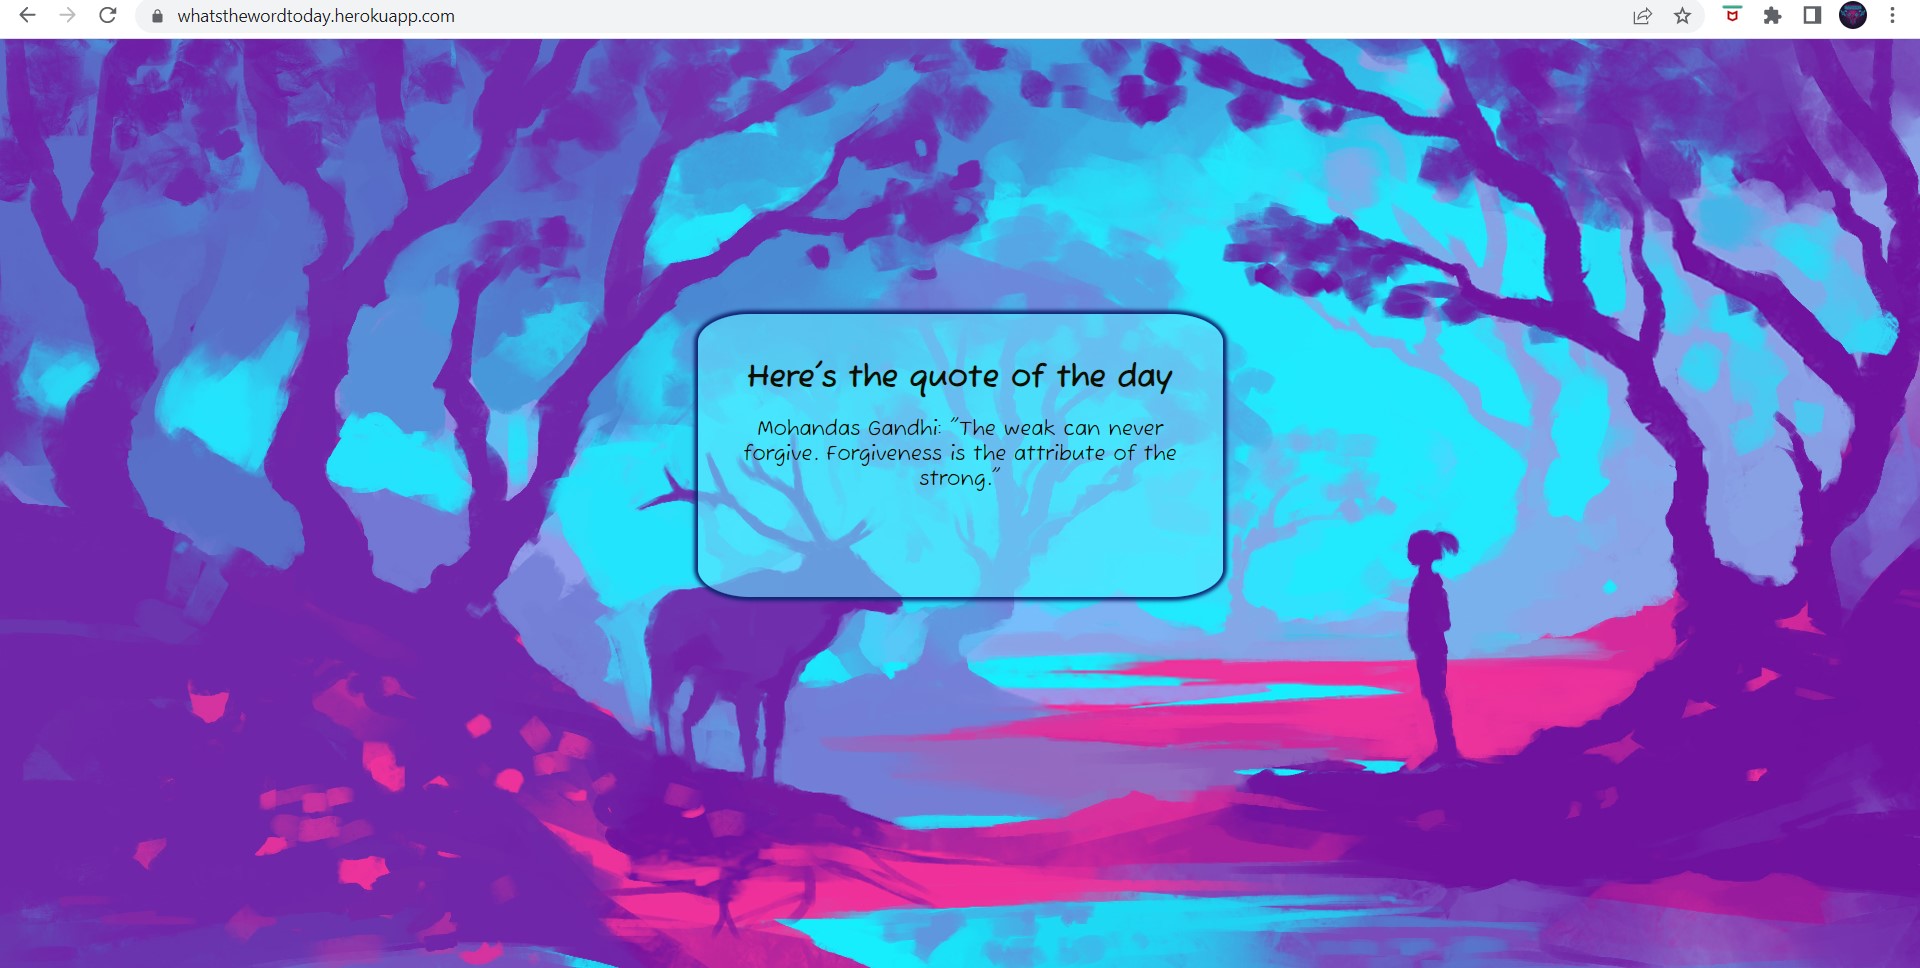 whatsthewordtoday.herokuapp.com
Here's the quote of the day
Mohandas Gandhi: "The weak can never
forgive. Forgiveness is the attribute of the
strong."